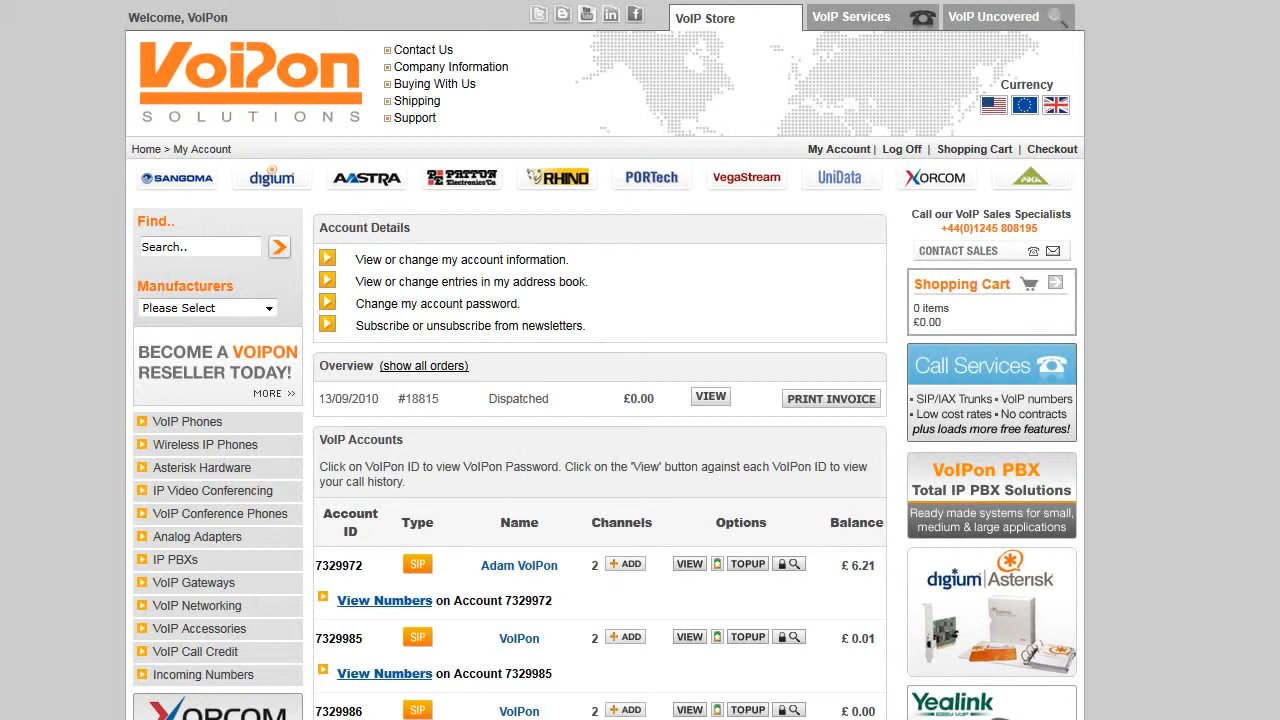 Welcome, VoIPon
VoIP Store
VoIP Services
VoIP Uncovered
VoIPon
SOLUTIONS
Contact Us
Company Information
Buying With Us
Shipping
Support
Currency
Home > My Account
My Account | Log Off | Shopping Cart | Checkout
SANGOMA
digium
AASTRA
PATTON
Electronics Co.
RHINO
PORTech
VegaStream
UniData
XORCOM
PIKA
Find..
Search..
Manufacturers
Please Select
BECOME A VOIPON
RESELLER TODAY!
MORE >>
VoIP Phones
Wireless IP Phones
Asterisk Hardware
IP Video Conferencing
VoIP Conference Phones
Analog Adapters
IP PBXs
VoIP Gateways
VoIP Networking
VoIP Accessories
VoIP Call Credit
Incoming Numbers
XORCOM
Account Details
View or change my account information.
View or change entries in my address book.
Change my account password.
Subscribe or unsubscribe from newsletters.
Overview (show all orders)
13/09/2010 #18815 Dispatched £0.00 VIEW PRINT INVOICE
VoIP Accounts
Click on VoIPon ID to view VoIPon Password. Click on the 'View' button against each VoIPon ID to view
your call history.
Account ID Type Name Channels Options Balance
7329972 SIP Adam VoIPon 2 + ADD VIEW TOPUP £ 6.21
View Numbers on Account 7329972
7329985 SIP VoIPon 2 + ADD VIEW TOPUP £ 0.01
View Numbers on Account 7329985
7329986 SIP VoIPon 2 + ADD VIEW TOPUP £ 0.00
Call our VoIP Sales Specialists
+44(0)1245 808195
CONTACT SALES
Shopping Cart
0 items
£0.00
Call Services
▪ SIP/IAX Trunks ▪ VoIP numbers
▪ Low cost rates ▪ No contracts
plus loads more free features!
VoIPon PBX
Total IP PBX Solutions
Ready made systems for small,
medium & large applications
digium Asterisk
Yealink
EASY VOIP